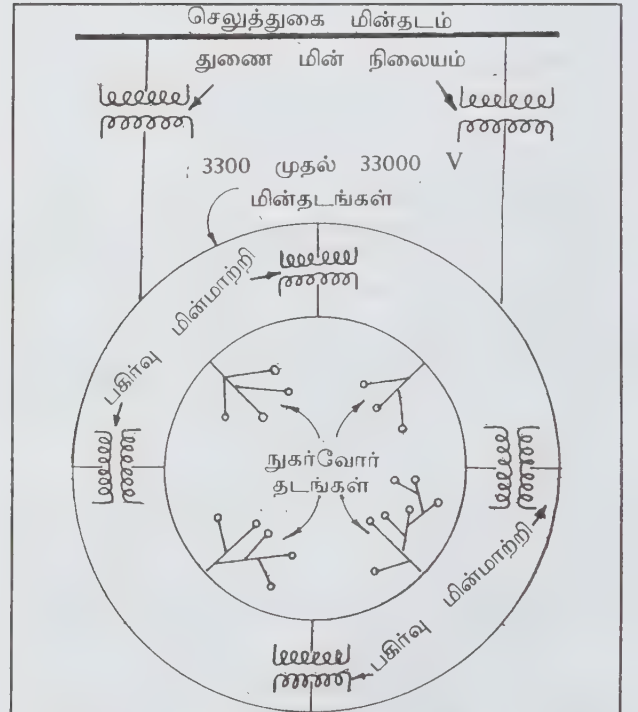 செலுத்துகை மின்தடம்
துணை மின் நிலையம்
3300 முதல் 33000 V
மின்தடங்கள்
பகிர்வு மின்மாற்றி
நுகர்வோர்
தடங்கள்
பகிர்வு மின்மாற்றி